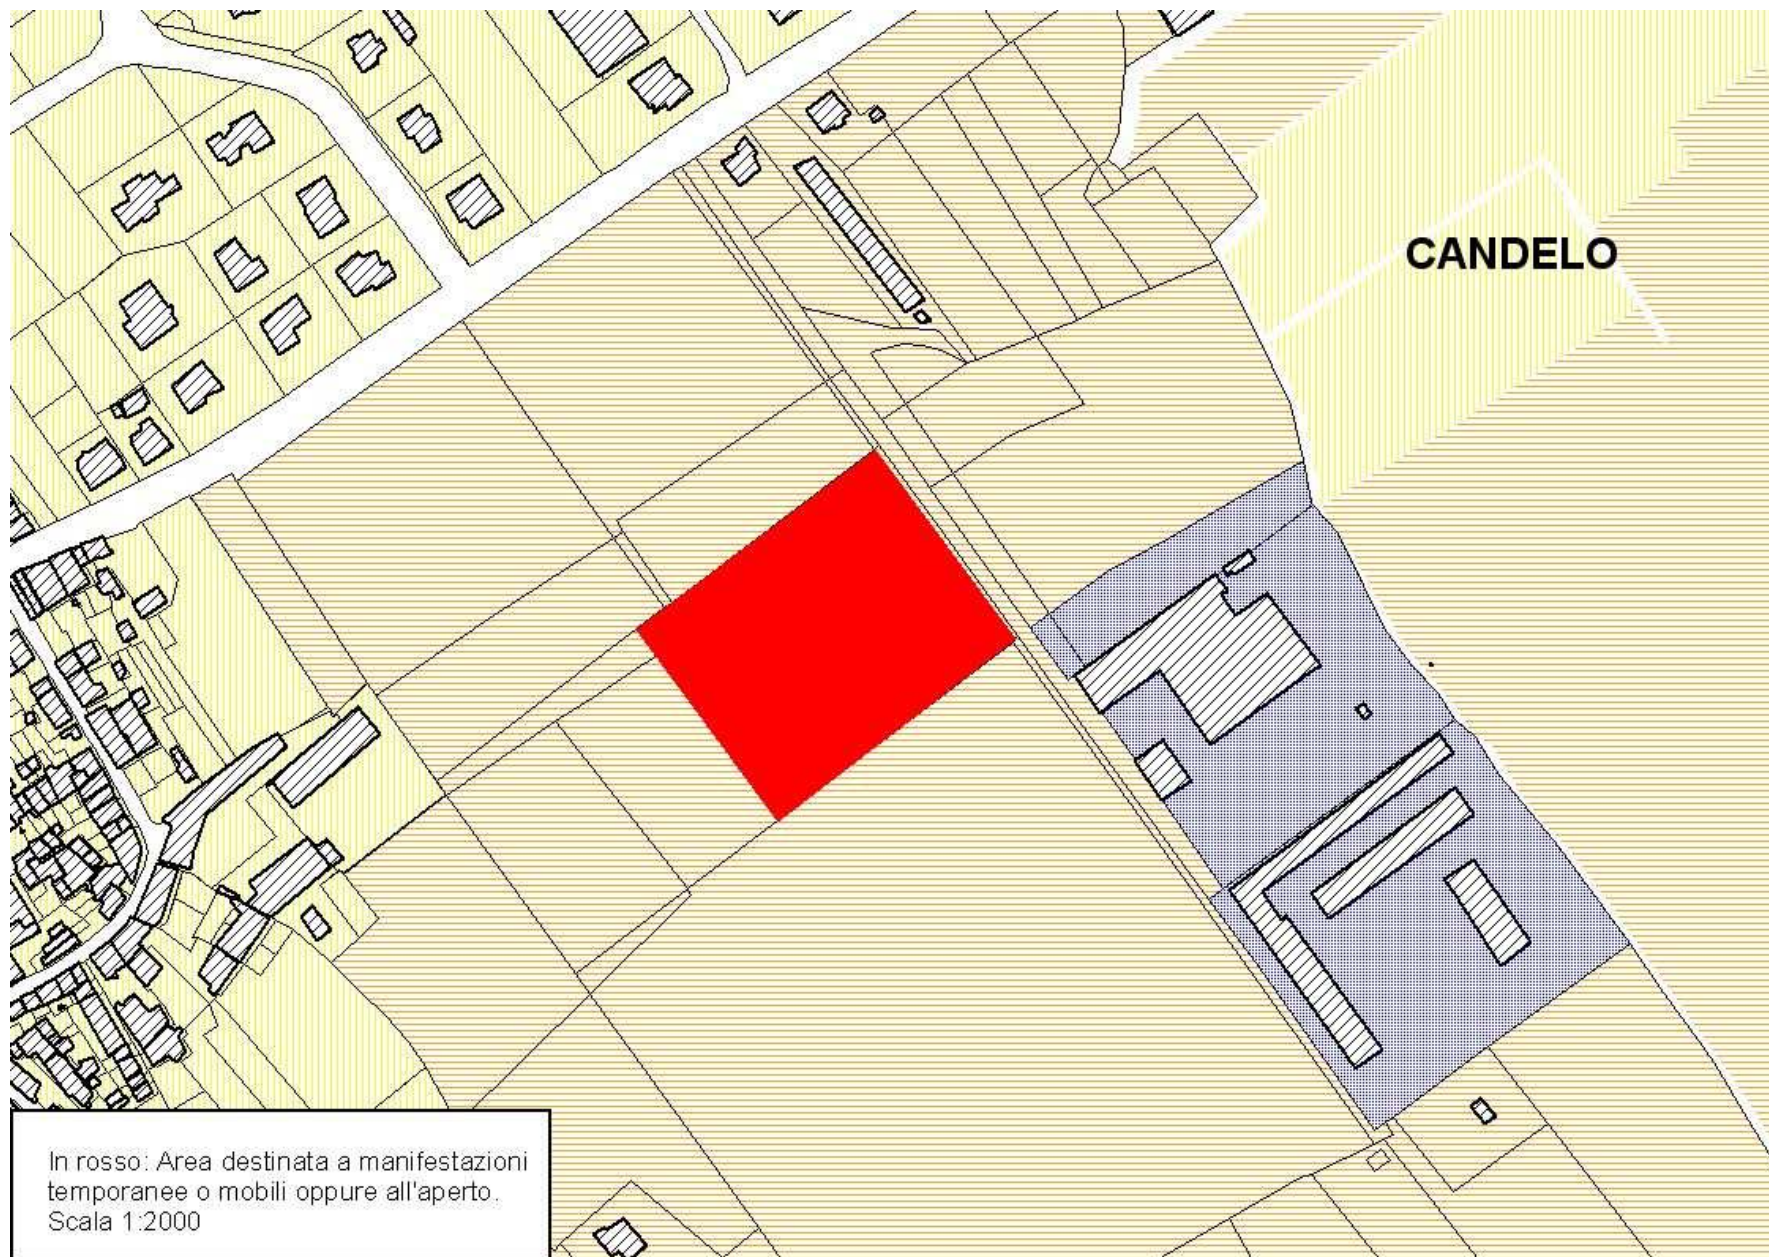 CANDELO
In rosso: Area destinata a manifestazioni
temporanee o mobili oppure all'aperto.
Scala 1:2000